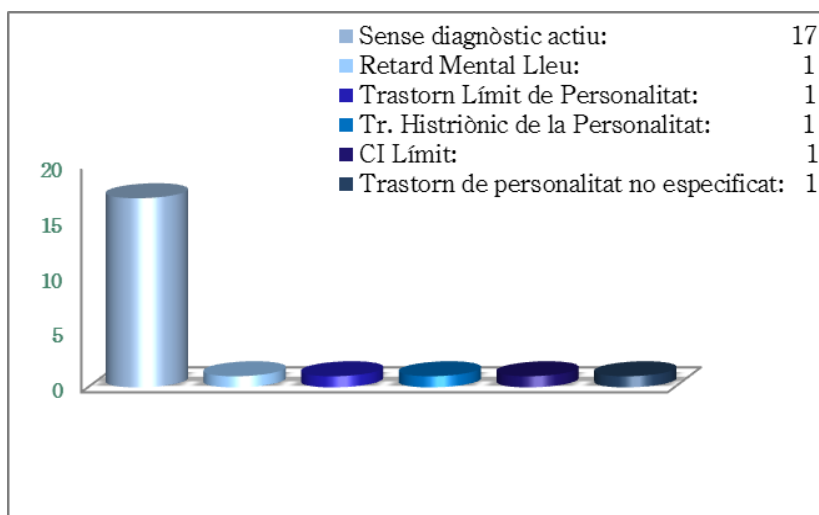 Sense diagnòstic actiu: 17
Retard Mental Lleu: 1
Trastorn Límit de Personalitat: 1
Tr. Histriònic de la Personalitat: 1
CI Límit: 1
Trastorn de personalitat no especificat: 1
20
15
10
5
0